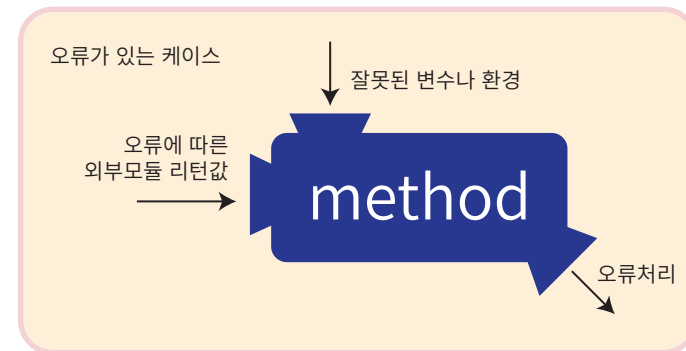 오류가 있는 케이스
잘못된 변수나 환경
오류에 따른
외부모듈 리턴값
method
오류처리